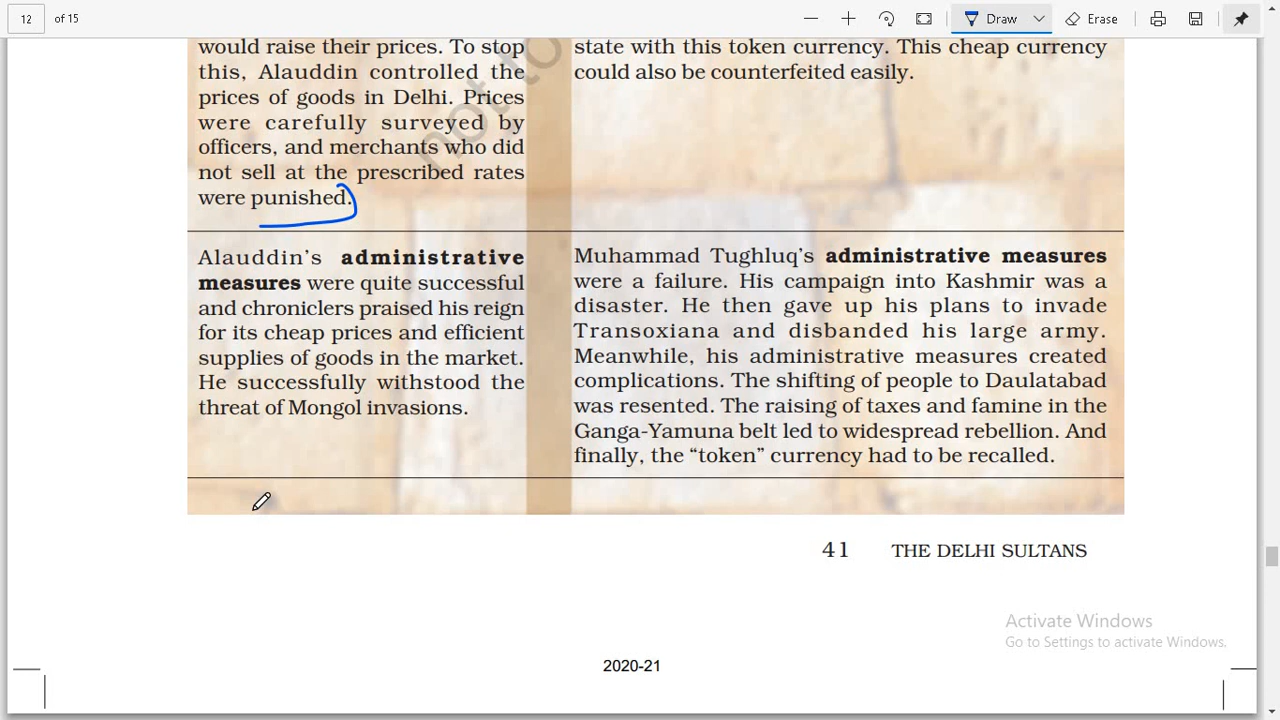 12 of 15
Draw
Erase
would raise their prices. To stop
this, Alauddin controlled the
prices of goods in Delhi. Prices
were carefully surveyed by
officers, and merchants who did
not sell at the prescribed rates
were punished.
state with this token currency. This cheap currency
could also be counterfeited easily.
not to
Alauddin's administrative
measures were quite successful
and chroniclers praised his reign
for its cheap prices and efficient
supplies of goods in the market.
He successfully withstood the
threat of Mongol invasions.
Muhammad Tughluq's administrative measures
were a failure. His campaign into Kashmir was a
disaster. He then gave up his plans to invade
Transoxiana and disbanded his large army.
Meanwhile, his administrative measures created
complications. The shifting of people to Daulatabad
was resented. The raising of taxes and famine in the
Ganga-Yamuna belt led to widespread rebellion. And
finally, the “token” currency had to be recalled.
41 THE DELHI SULTANS
Activate Windows
Go to Settings to activate Windows.
2020-21